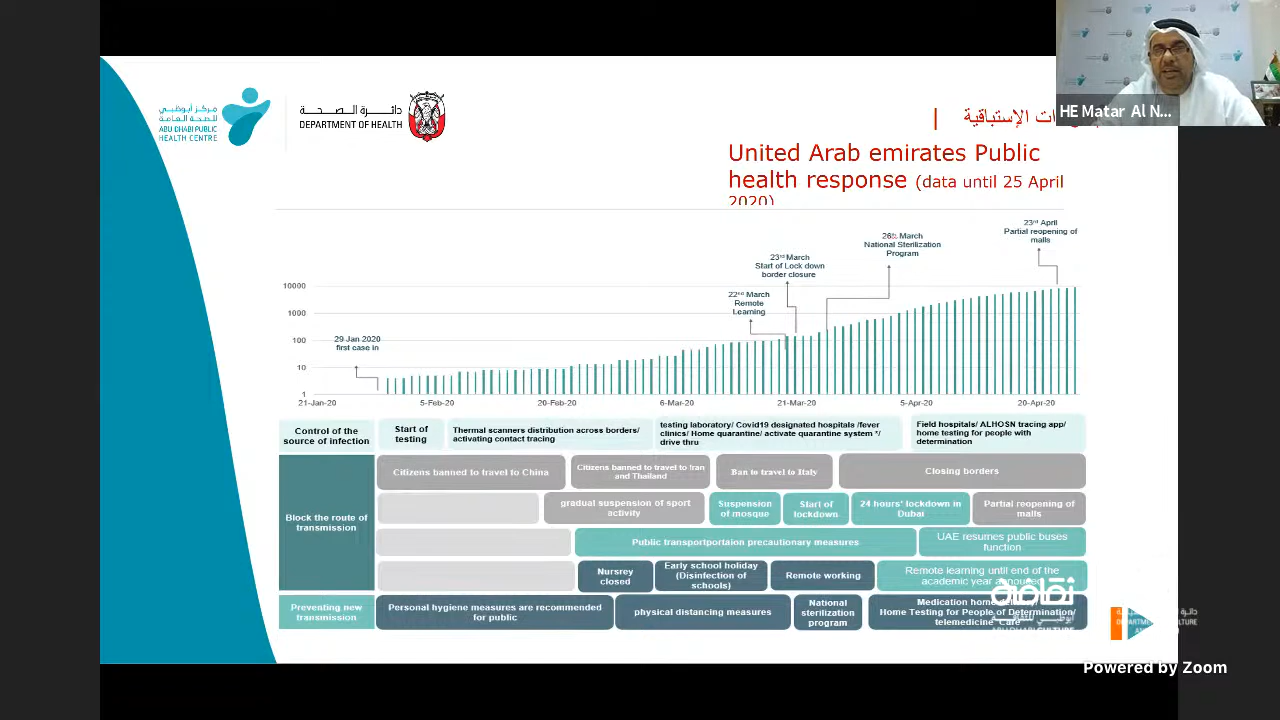 مركز أبوظبي
للصحة العامة
ABU DHABI PUBLIC
HEALTH CENTRE
دائرة الصحة
DEPARTMENT OF HEALTH
HE Matar Al N...
| الإستباقية
United Arab emirates Public
health response (data until 25 April
2020)
23rd April
Partial reopening of
malls
26th March
National Sterilization
Program
23rd March
Start of Lock down
border closure
22nd March
Remote
Learning
29 Jan 2020
first case in
10000
1000
100
10
1
21-Jan-20
5-Feb-20
20-Feb-20
6-Mar-20
21-Mar-20
5-Apr-20
20-Apr-20
Control of the
source of infection
Start of
testing
Thermal scanners distribution across borders/
activating contact tracing
testing laboratory/ Covid19 designated hospitals /fever
clinics/ Home quarantine/ activate quarantine system */
drive thru
Field hospitals/ ALHOSN tracing app/
home testing for people with
determination
Block the route of
transmission
Citizens banned to travel to China
Citizens banned to travel to Iran
and Thailand
Ban to travel to Italy
Closing borders
gradual suspension of sport
activity
Suspension
of mosque
Start of
lockdown
24 hours' lockdown in
Dubai
Partial reopening of
malls
Public transportportaion precautionary measures
UAE resumes public buses
function
Nursrey
closed
Early school holiday
(Disinfection of
schools)
Remote working
Remote learning until end of the
academic year
Preventing new
transmission
Personal hygiene measures are recommended
for public
physical distancing measures
National
sterilization
program
Medication home
Home Testing for People of Determination/
telemedicine Care
ثقافية
أبوظبي
ABU DHABI CULTURE
Powered by Zoom